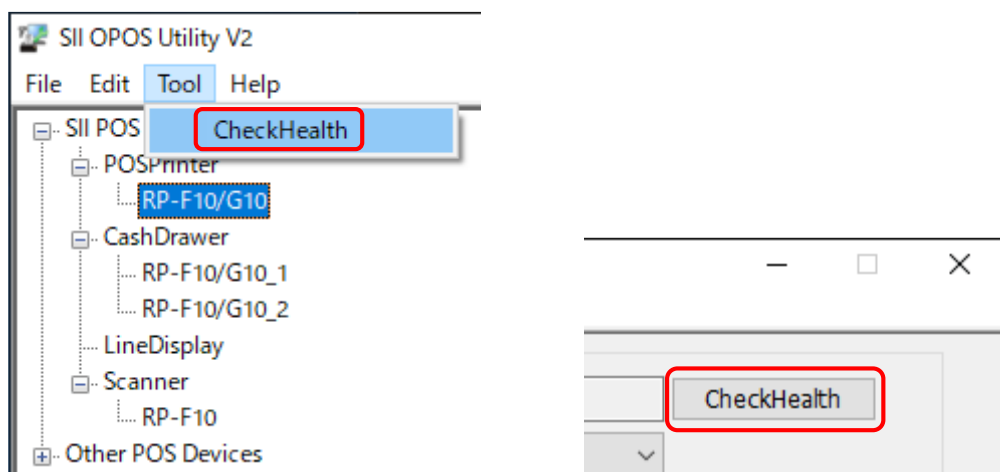 SII OPOS Utility V2
File Edit Tool Help
SII POS
CheckHealth
POSPrinter
RP-F10/G10
CashDrawer
RP-F10/G10_1
RP-F10/G10_2
LineDisplay
Scanner
RP-F10
Other POS Devices
CheckHealth